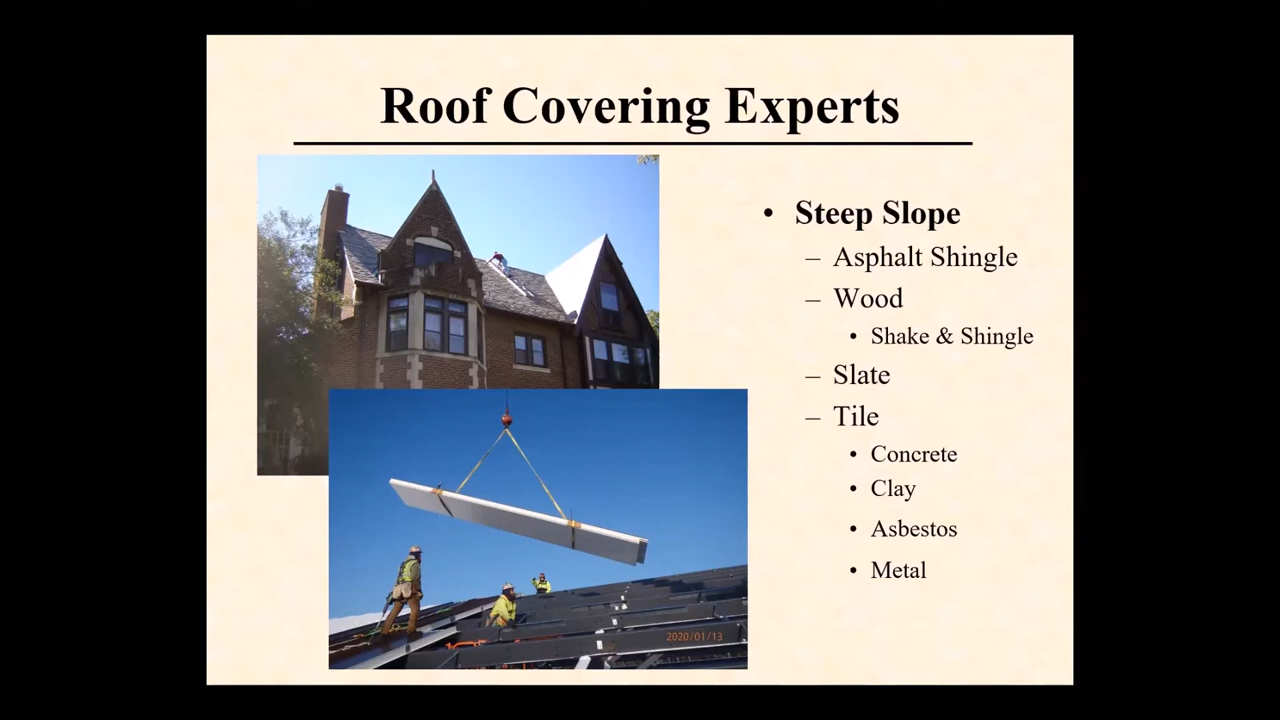 Roof Covering Experts
• Steep Slope
– Asphalt Shingle
– Wood
• Shake & Shingle
– Slate
– Tile
• Concrete
• Clay
• Asbestos
• Metal
2020/01/13